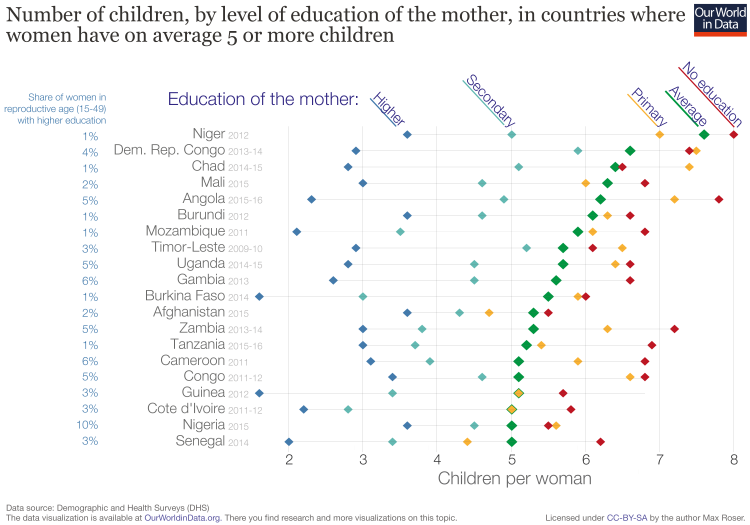 Number of children, by level of education of the mother, in countries where
women have on average 5 or more children
Our World
in Data
Share of women in
reproductive age (15-49)
with higher education
Education of the mother:
Higher
Secondary
Primary
Average
No education
1% Niger 2012
4% Dem. Rep. Congo 2013-14
1% Chad 2014-15
2% Mali 2015
5% Angola 2015-16
1% Burundi 2012
1% Mozambique 2011
3% Timor-Leste 2009-10
5% Uganda 2014-15
6% Gambia 2013
1% Burkina Faso 2014
2% Afghanistan 2015
5% Zambia 2013-14
1% Tanzania 2015-16
6% Cameroon 2011
5% Congo 2011-12
3% Guinea 2012
3% Cote d'Ivoire 2011-12
10% Nigeria 2015
3% Senegal 2014
2 3 4 5 6 7 8
Children per woman
Data source: Demographic and Health Surveys (DHS)
The data visualization is available at OurWorldinData.org. There you find research and more visualizations on this topic.
Licensed under CC-BY-SA by the author Max Roser.